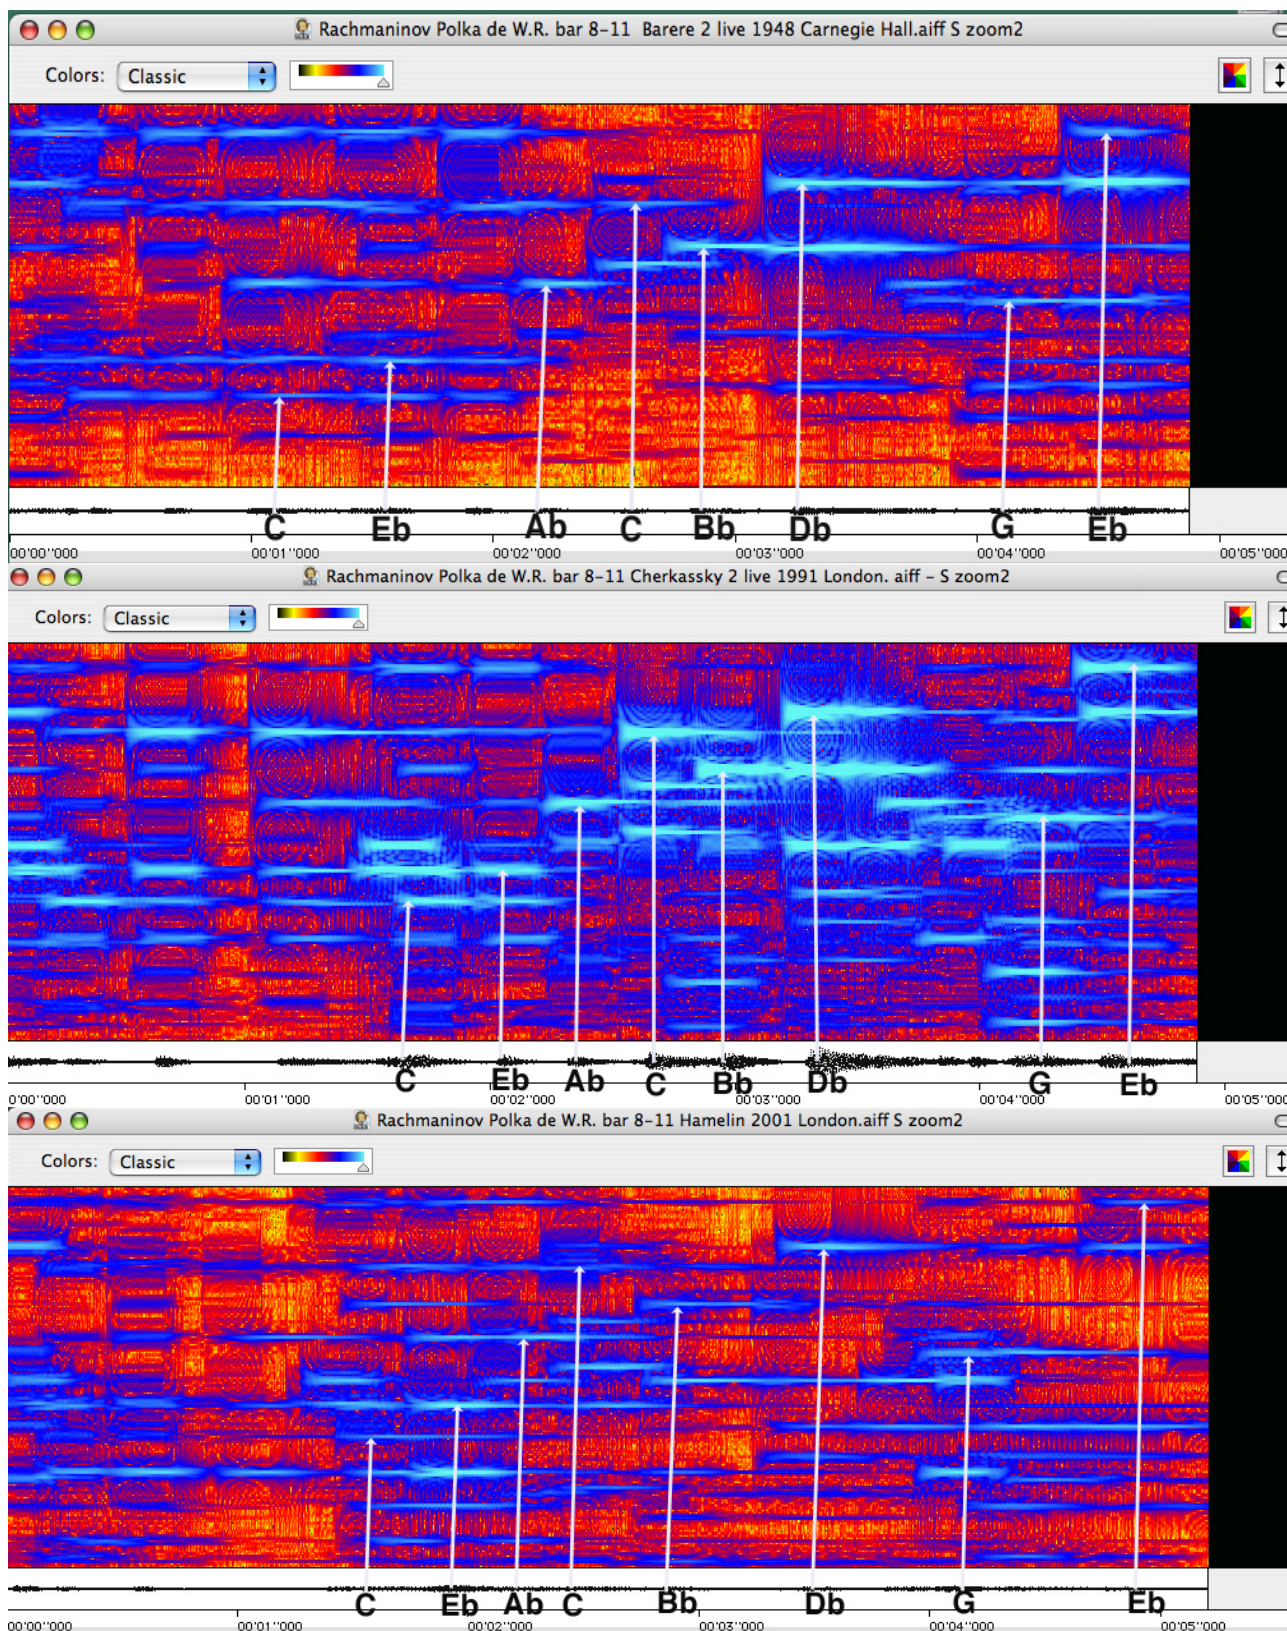 Rachmaninov Polka de W.R. bar 8-11  Barere 2 live 1948 Carnegie Hall.aiff S zoom2
Colors: Classic
C Eb Ab C Bb Db G Eb
00'00''000 00'01''000 00'02''000 00'03''000 00'04''000 00'05''000
Rachmaninov Polka de W.R. bar 8-11 Cherkassky 2 live 1991 London. aiff - S zoom2
Colors: Classic
C Eb Ab C Bb Db G Eb
0'00''000 00'01''000 00'02''000 00'03''000 00'04''000 00'05''000
Rachmaninov Polka de W.R. bar 8-11 Hamelin 2001 London.aiff S zoom2
Colors: Classic
C Eb Ab C Bb Db G Eb
00'00''000 00'01''000 00'02''000 00'03''000 00'04''000 00'05''000